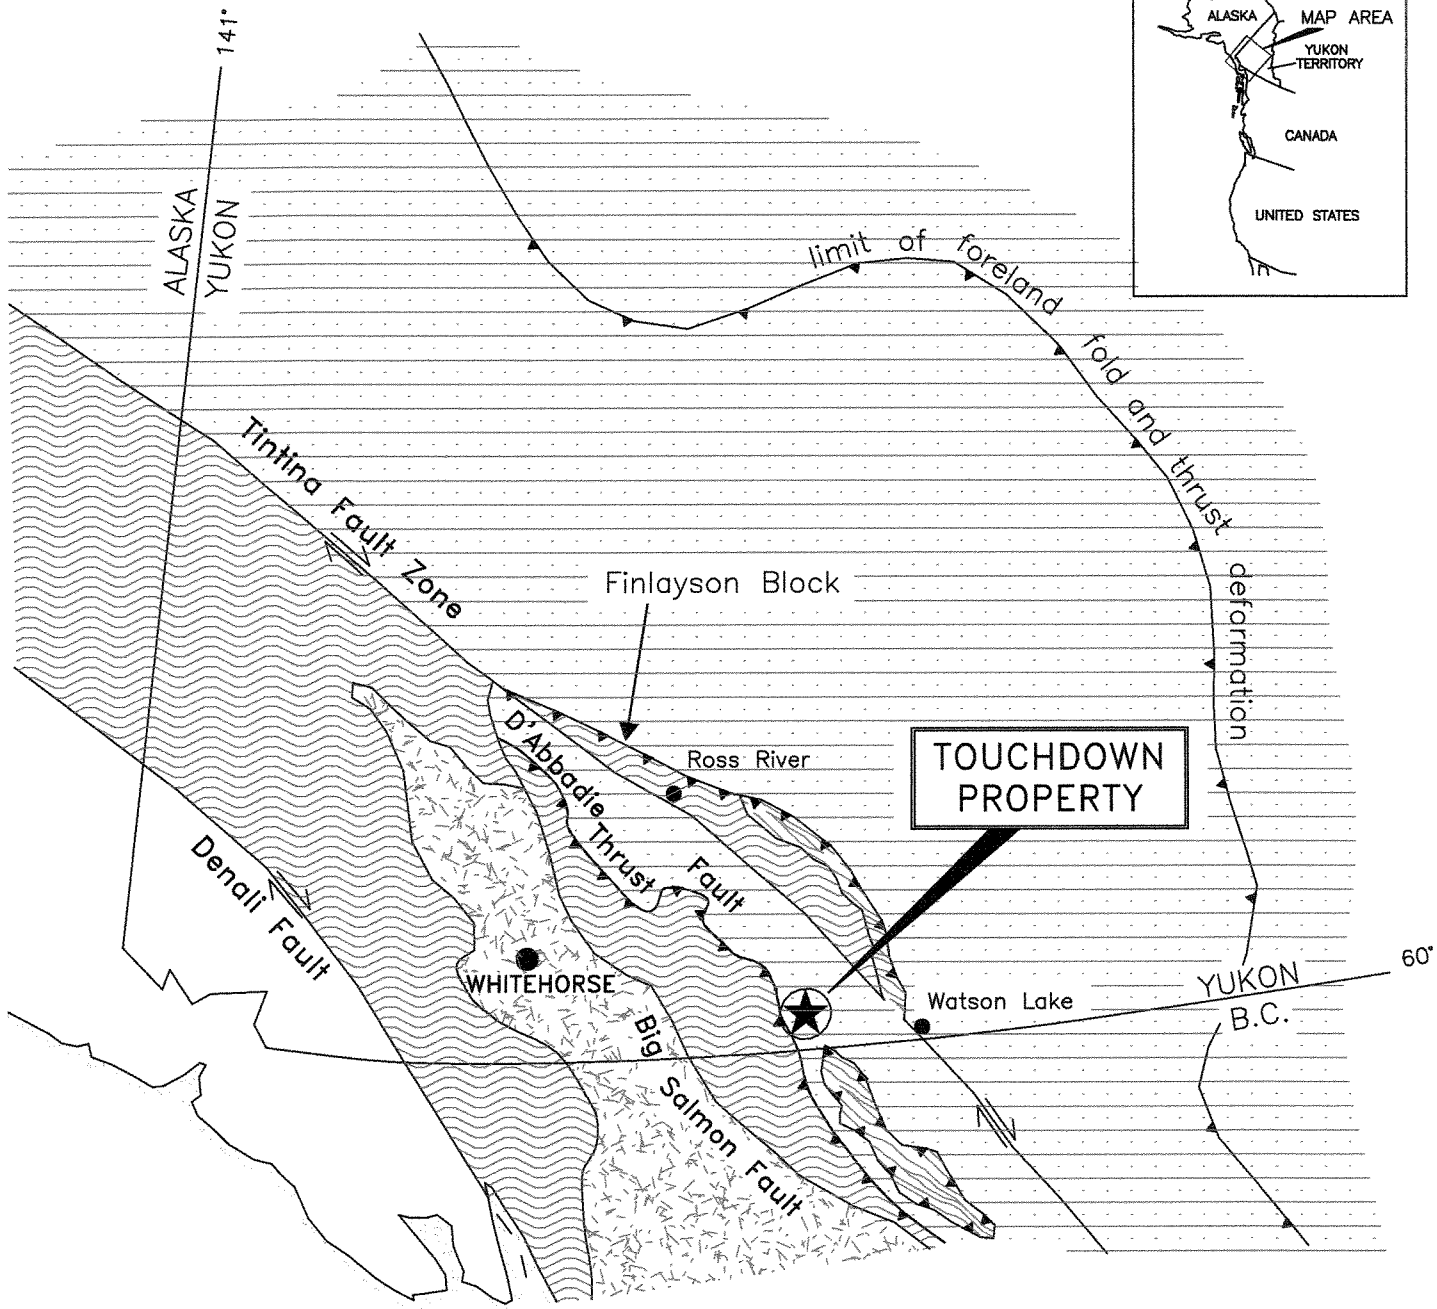 141°
ALASKA
MAP AREA
YUKON
TERRITORY
CANADA
UNITED STATES
ALASKA
YUKON
limit of foreland fold and thrust deformation
Tintina Fault Zone
Finlayson Block
D'Abbadie Thrust Fault
Ross River
TOUCHDOWN
PROPERTY
Denali Fault
WHITEHORSE
Big Salmon Fault
Watson Lake
YUKON
B.C.
60°